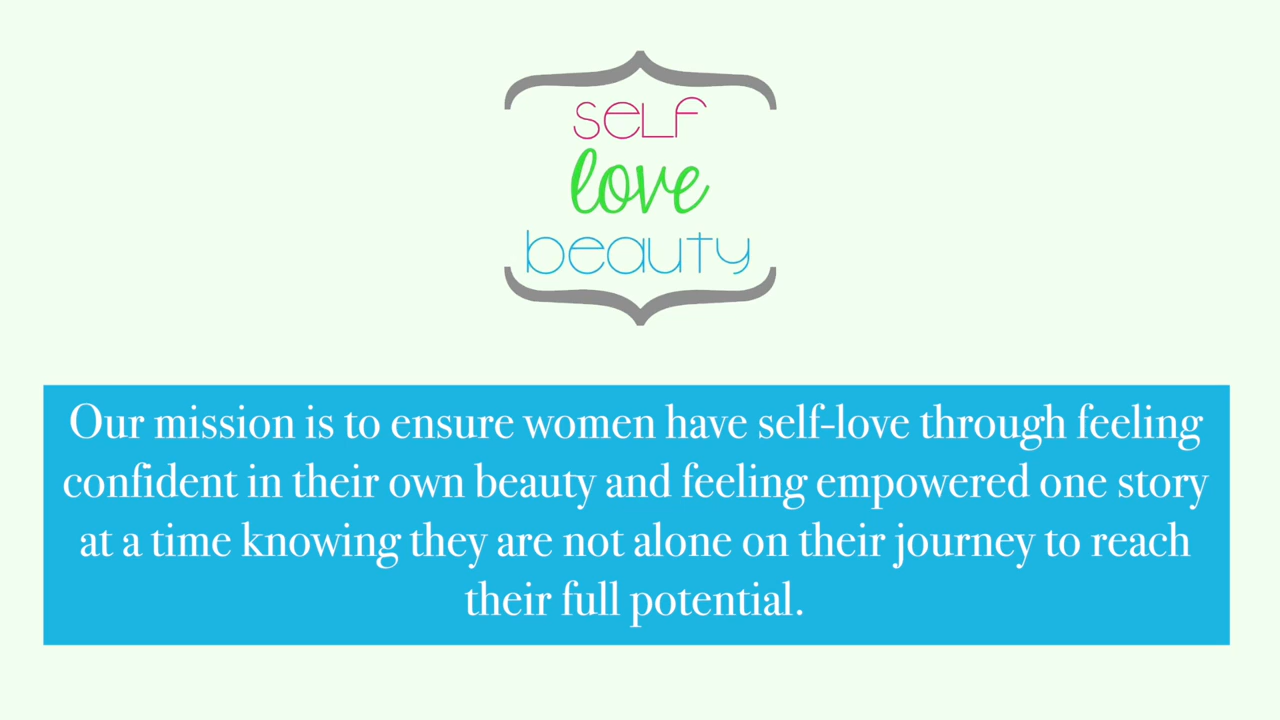 self
love
beauty
Our mission is to ensure women have self-love through feeling
confident in their own beauty and feeling empowered one story
at a time knowing they are not alone on their journey to reach
their full potential.